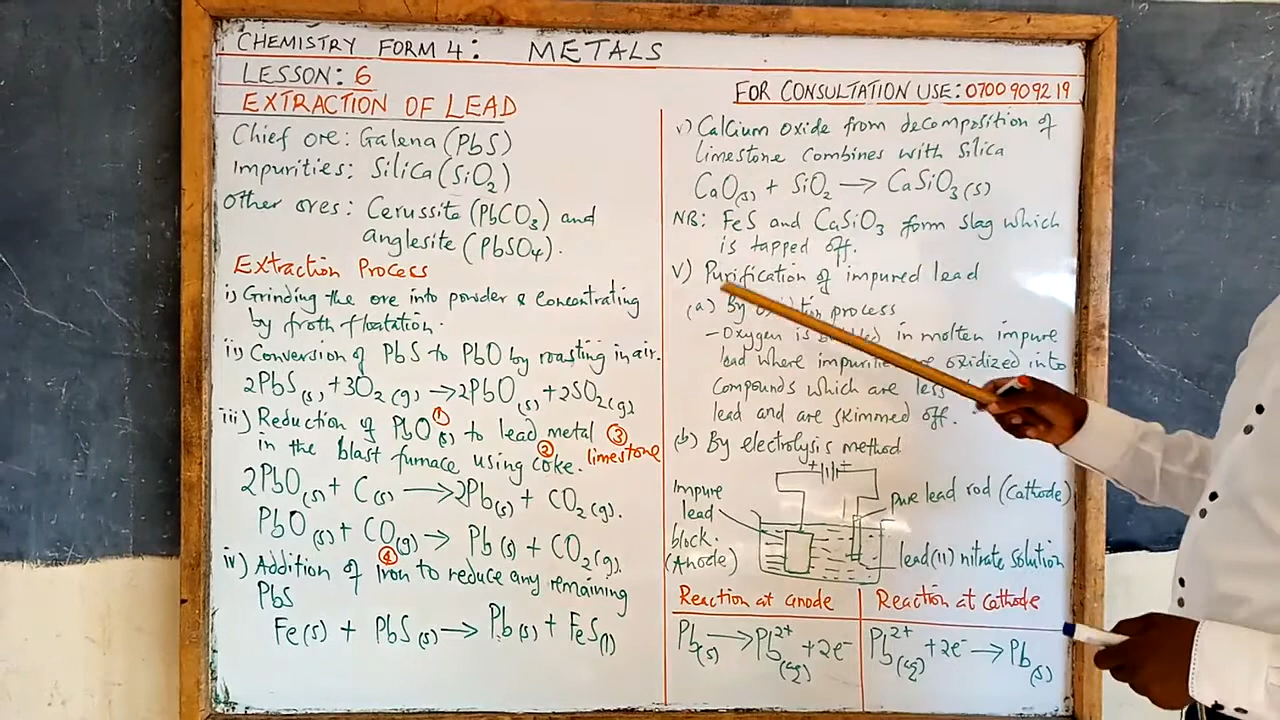 CHEMISTRY FORM 4: METALS
LESSON: 6
EXTRACTION OF LEAD
Chief ore: Galena (PbS)
Impurities: Silica (SiO₂)
Other ores: Cerussite (PbCO₃) and
anglesite (PbSO₄).
Extraction Process
i) Grinding the ore into powder & concentrating
by froth floatation.
ii) Conversion of PbS to PbO by roasting in air.
2PbS(s) + 3O₂(g) → 2PbO(s) + 2SO₂(g)
iii) Reduction of PbO(s) ① to lead metal ③
in the blast furnace using coke. ② limestone
2PbO(s) + C(s) → 2Pb(s) + CO₂(g).
PbO(s) + CO(g) → Pb(s) + CO₂(g).
iv) Addition of Iron ④ to reduce any remaining
PbS
Fe(s) + PbS(s) → Pb(s) + FeS(l)
FOR CONSULTATION USE: 0700 909219
v) Calcium oxide from decomposition of
limestone combines with silica
CaO(s) + SiO₂ → CaSiO₃(s)
NB: FeS and CaSiO₃ form slag which
is tapped off.
v) Purification of impured lead
(a) By process
- Oxygen is in molten impure
lead where oxidized into
compounds which are
lead and are skimmed off.
(b) By electrolysis method
+ -
Impure
lead
block.
(Anode)
pure lead rod (Cathode)
lead(II) nitrate solution
Reaction at anode
Pb(s) → Pb²⁺(aq) + 2e⁻
Reaction at Cathode
Pb²⁺(aq) + 2e⁻ → Pb(s)